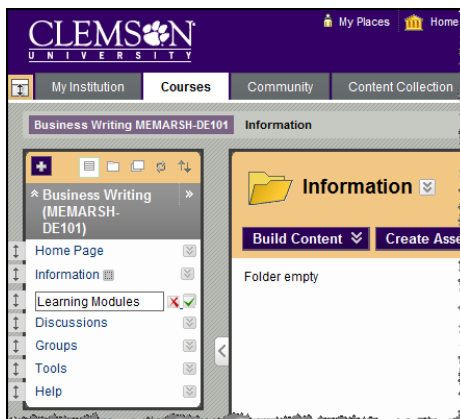 CLEMSON
UNIVERSITY
My Places
Home
My Institution
Courses
Community
Content Collection
Business Writing MEMARSH-DE101
Information
Business Writing
(MEMARSH-
DE101)
Home Page
Information
Learning Modules
Discussions
Groups
Tools
Help
Information
Build Content
Create Asse
Folder empty